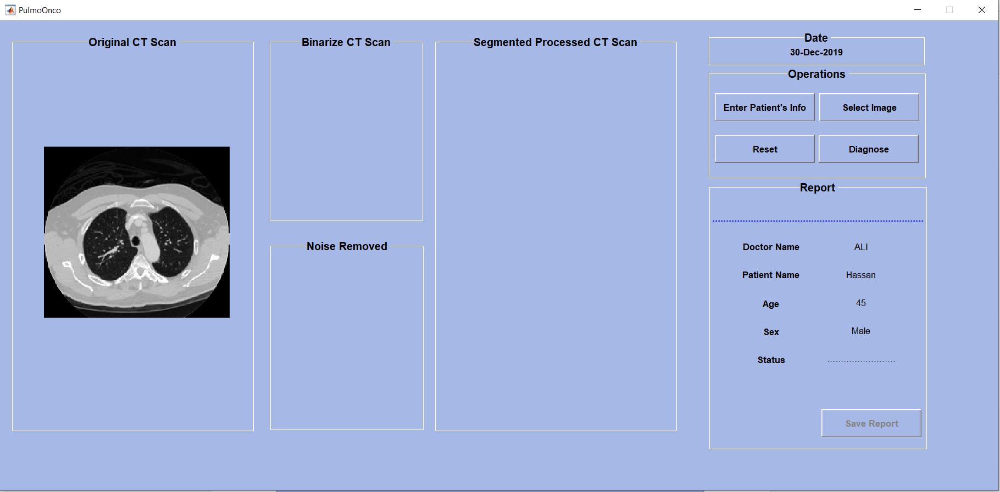 PulmoOnco
Original CT Scan
Binarize CT Scan
Noise Removed
Segmented Processed CT Scan
Date
30-Dec-2019
Operations
Enter Patient's Info
Select Image
Reset
Diagnose
Report
Doctor Name ALI
Patient Name Hassan
Age 45
Sex Male
Status .........................
Save Report